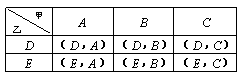 甲 A B C
乙
D (D,A) (D,B) (D,C)
E (E,A) (E,B) (E,C)